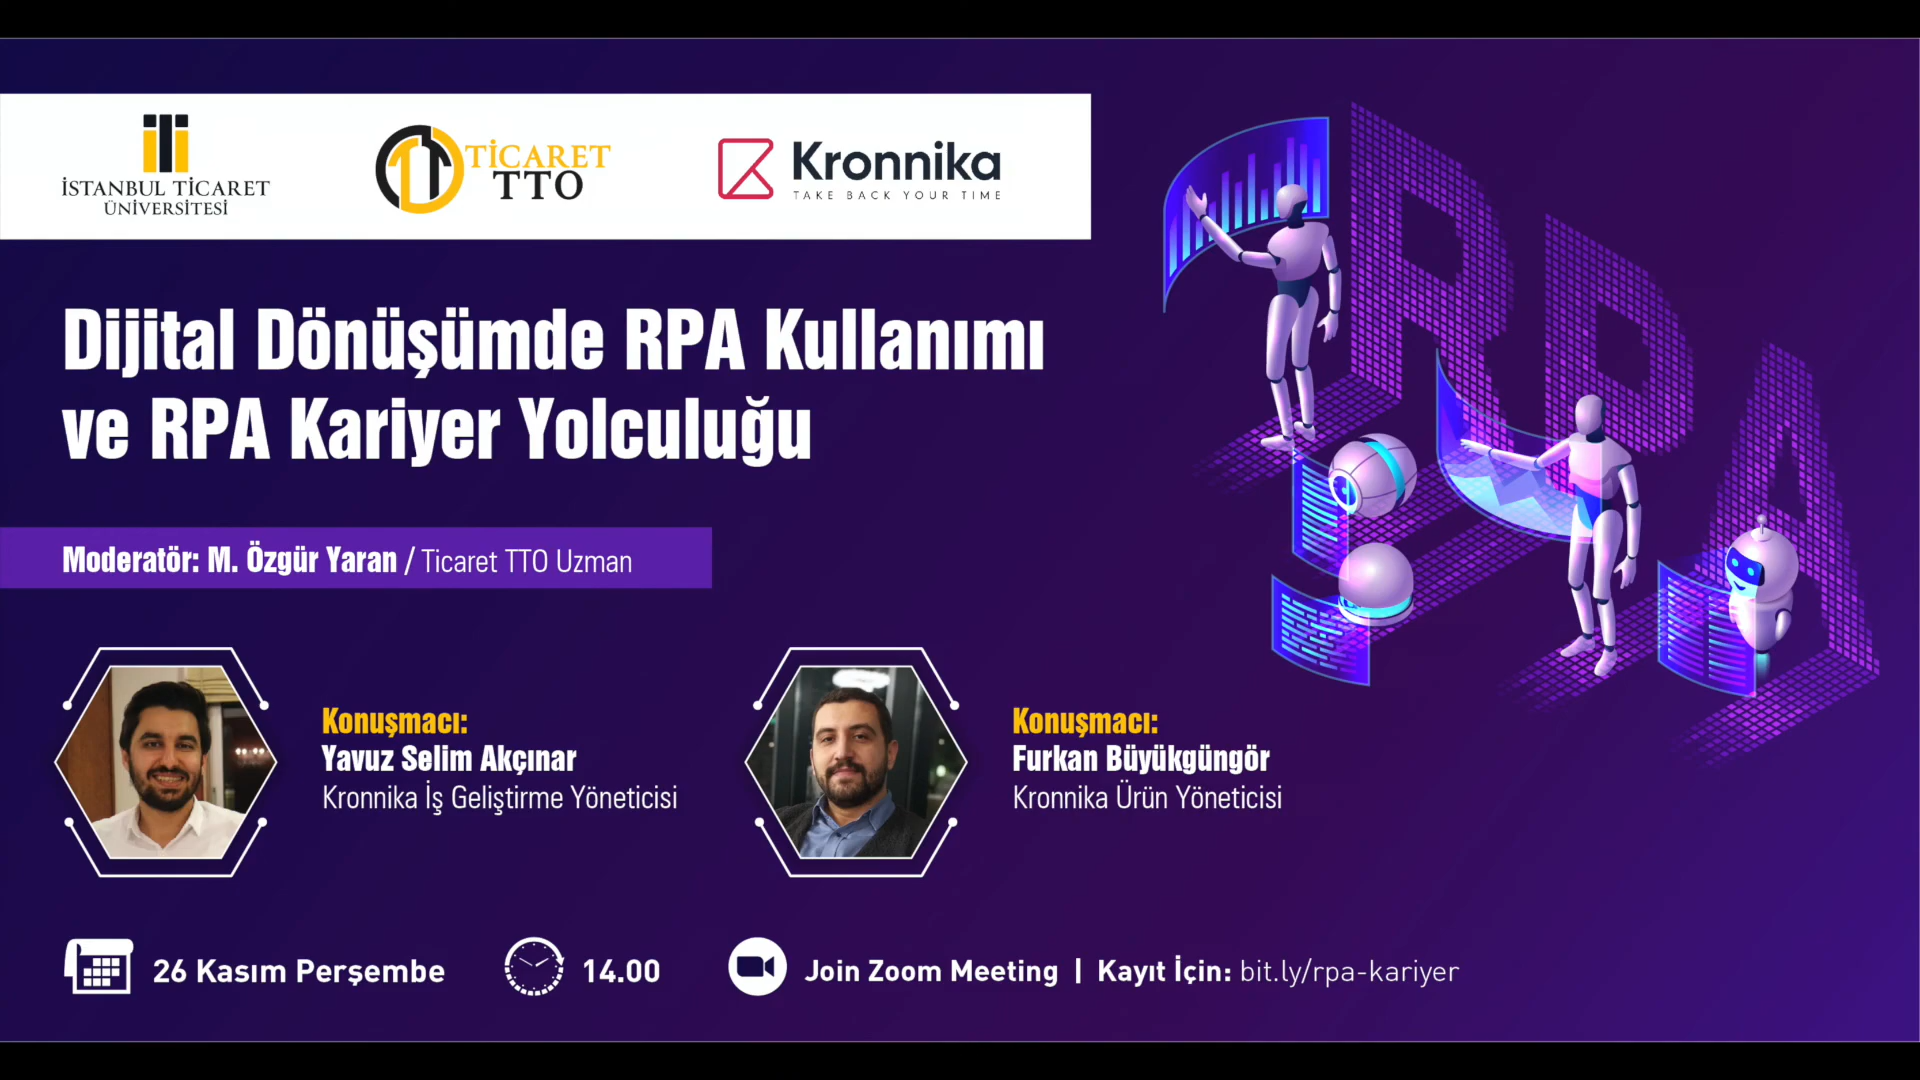 İSTANBUL TİCARET
ÜNİVERSİTESİ
TİCARET
TTO
Kronnika
TAKE BACK YOUR TIME
RPA
Dijital Dönüşümde RPA Kullanımı
ve RPA Kariyer Yolculuğu
Moderatör: M. Özgür Yaran / Ticaret TTO Uzman
Konuşmacı:
Yavuz Selim Akçınar
Kronnika İş Geliştirme Yöneticisi
Konuşmacı:
Furkan Büyükgüngör
Kronnika Ürün Yöneticisi
26 Kasım Perşembe
14.00
Join Zoom Meeting | Kayıt İçin: bit.ly/rpa-kariyer